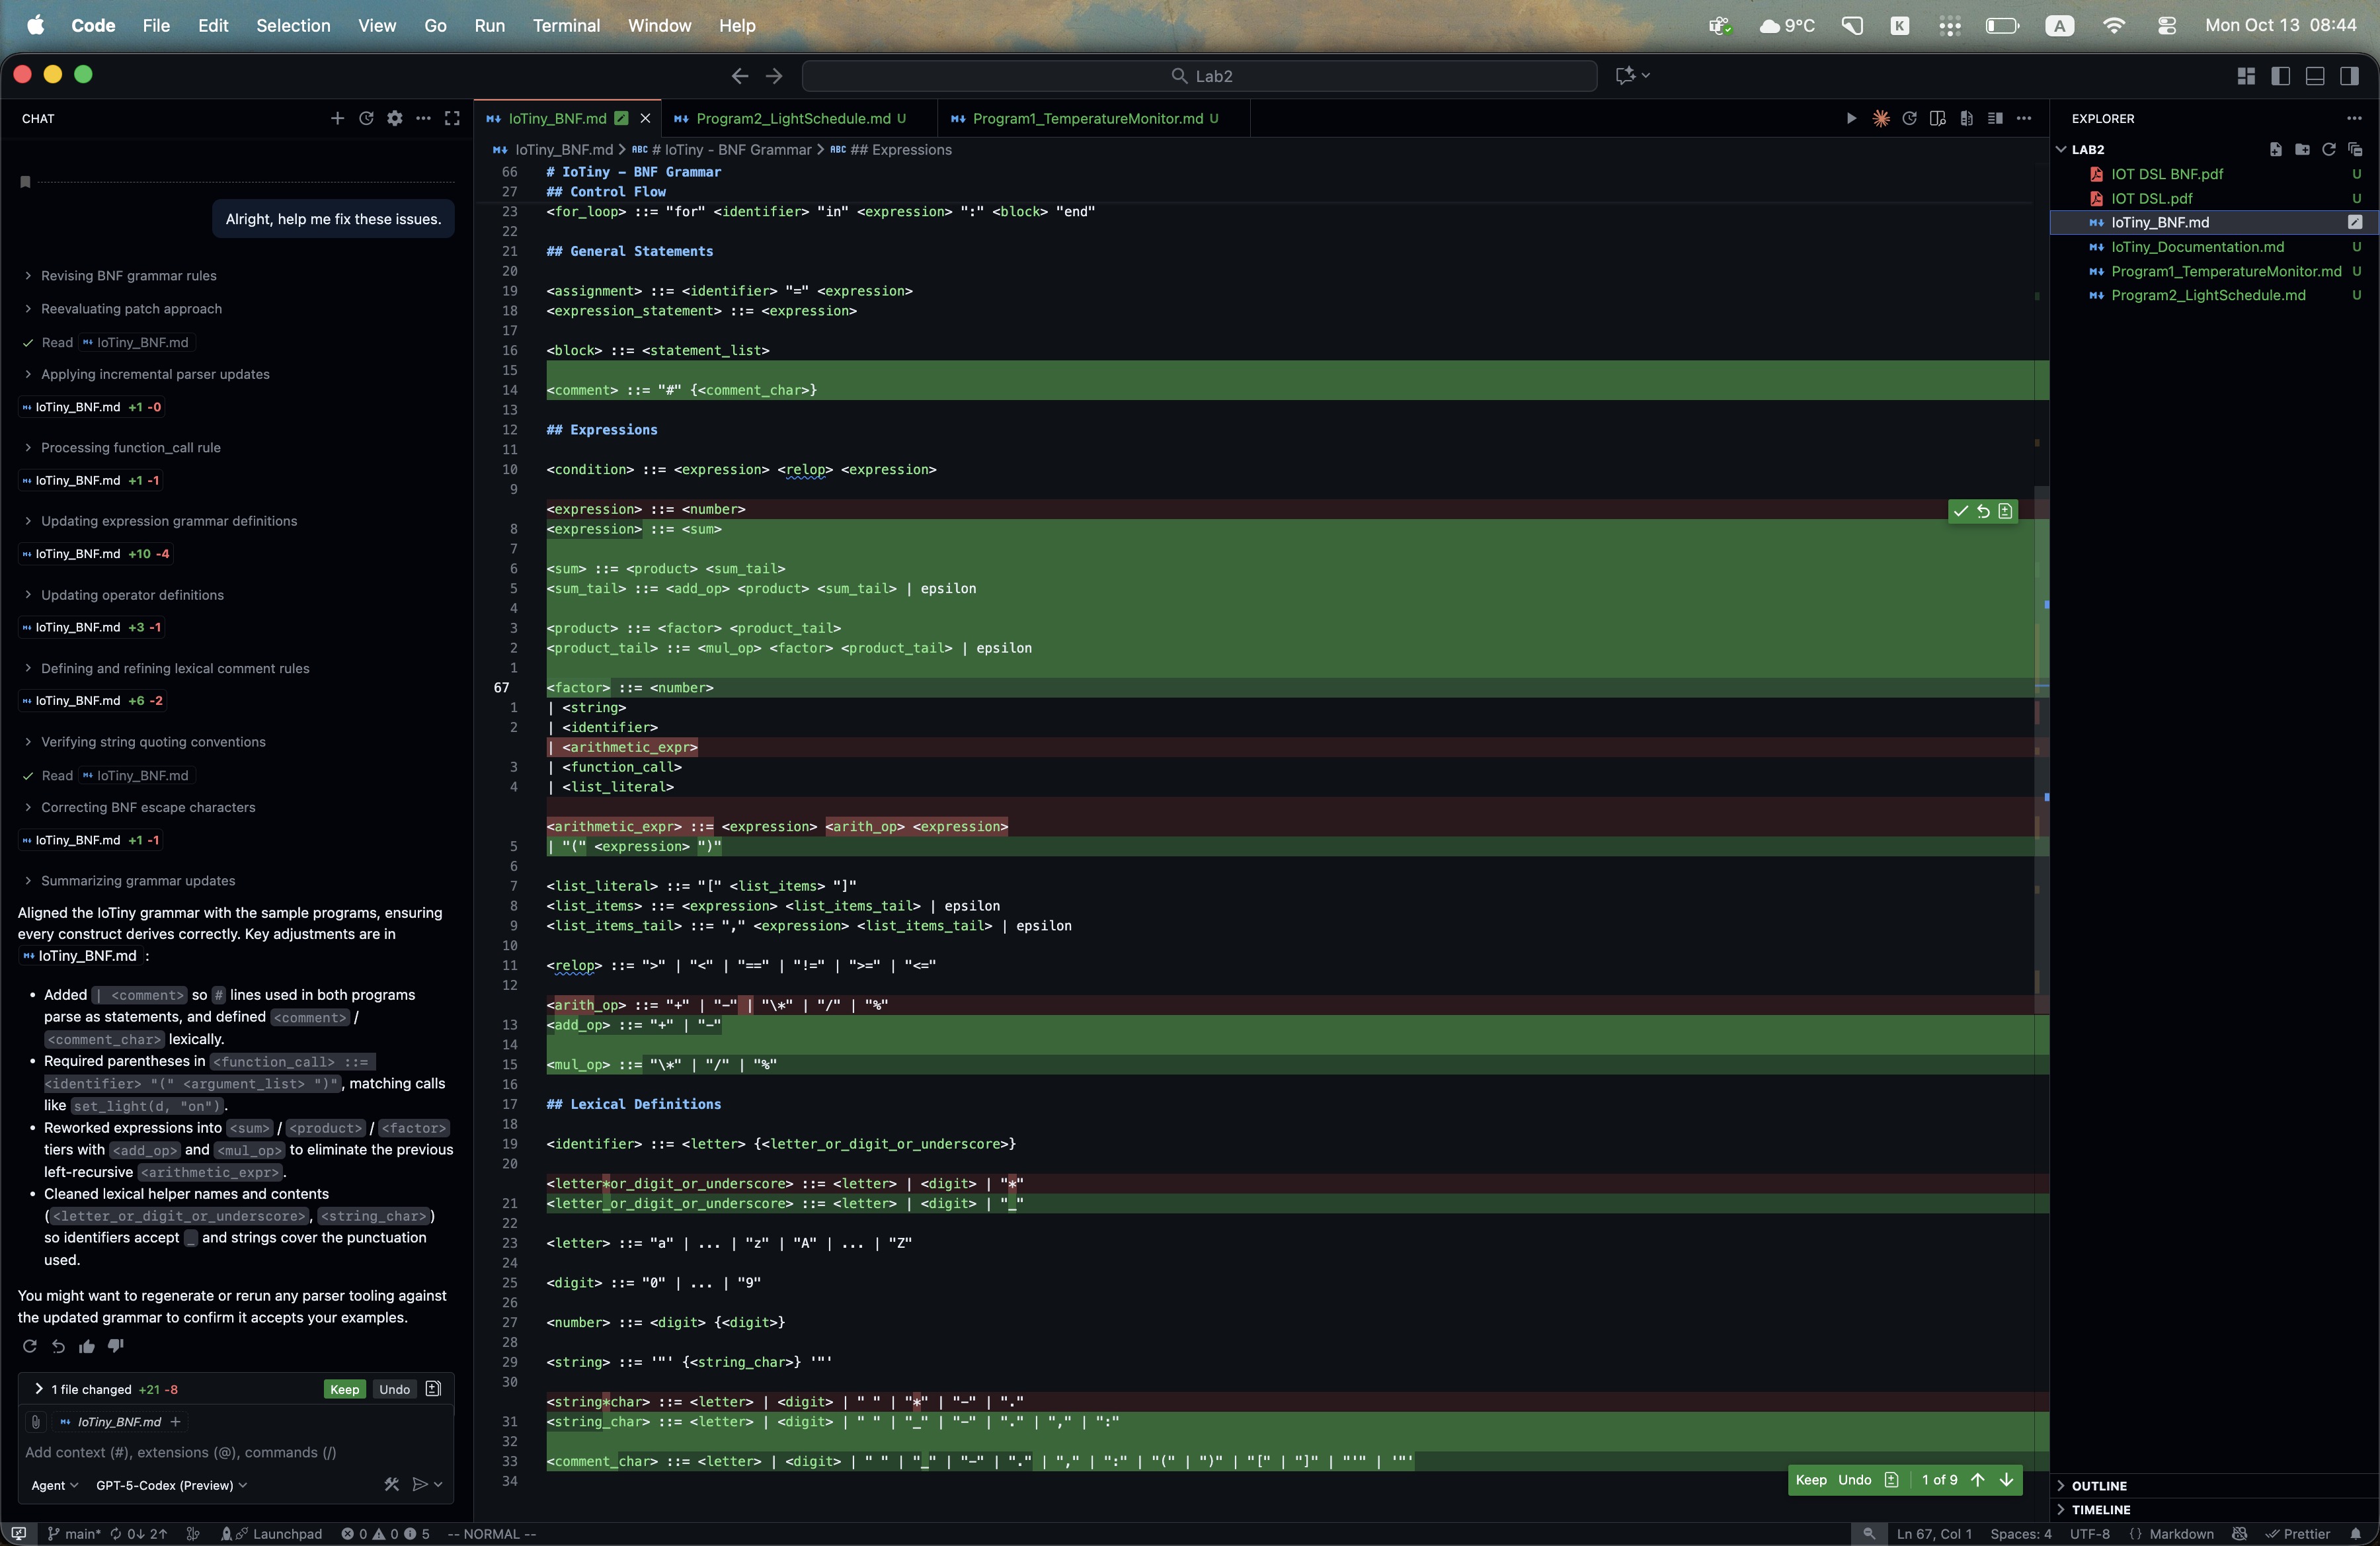 Code File Edit Selection View Go Run Terminal Window Help
9°C K A Mon Oct 13 08:44
Lab2
CHAT
Alright, help me fix these issues.
Revising BNF grammar rules
Reevaluating patch approach
Read IoTiny_BNF.md
Applying incremental parser updates
IoTiny_BNF.md +1 -0
Processing function_call rule
IoTiny_BNF.md +1 -1
Updating expression grammar definitions
IoTiny_BNF.md +10 -4
Updating operator definitions
IoTiny_BNF.md +3 -1
Defining and refining lexical comment rules
IoTiny_BNF.md +6 -2
Verifying string quoting conventions
Read IoTiny_BNF.md
Correcting BNF escape characters
IoTiny_BNF.md +1 -1
Summarizing grammar updates
Aligned the IoTiny grammar with the sample programs, ensuring
every construct derives correctly. Key adjustments are in
IoTiny_BNF.md :
• Added | <comment> so # lines used in both programs
parse as statements, and defined <comment> /
<comment_char> lexically.
• Required parentheses in <function_call> ::=
<identifier> "(" <argument_list> ")", matching calls
like set_light(d, "on").
• Reworked expressions into <sum> / <product> / <factor>
tiers with <add_op> and <mul_op> to eliminate the previous
left-recursive <arithmetic_expr>.
• Cleaned lexical helper names and contents
(<letter_or_digit_or_underscore>, <string_char>)
so identifiers accept _ and strings cover the punctuation
used.
You might want to regenerate or rerun any parser tooling against
the updated grammar to confirm it accepts your examples.
1 file changed +21 -8 Keep Undo
IoTiny_BNF.md
Add context (#), extensions (@), commands (/)
Agent GPT-5-Codex (Preview)
IoTiny_BNF.md Program2_LightSchedule.md U Program1_TemperatureMonitor.md U
IoTiny_BNF.md > # IoTiny - BNF Grammar > ## Expressions
66 # IoTiny – BNF Grammar
27 ## Control Flow
23 <for_loop> ::= "for" <identifier> "in" <expression> ":" <block> "end"
22
21 ## General Statements
20
19 <assignment> ::= <identifier> "=" <expression>
18 <expression_statement> ::= <expression>
17
16 <block> ::= <statement_list>
15
14 <comment> ::= "#" {<comment_char>}
13
12 ## Expressions
11
10 <condition> ::= <expression> <relop> <expression>
9
<expression> ::= <number>
8 <expression> ::= <sum>
7
6 <sum> ::= <product> <sum_tail>
5 <sum_tail> ::= <add_op> <product> <sum_tail> | epsilon
4
3 <product> ::= <factor> <product_tail>
2 <product_tail> ::= <mul_op> <factor> <product_tail> | epsilon
1
67 <factor> ::= <number>
1 | <string>
2 | <identifier>
| <arithmetic_expr>
3 | <function_call>
4 | <list_literal>
<arithmetic_expr> ::= <expression> <arith_op> <expression>
5 | "(" <expression> ")"
6
7 <list_literal> ::= "[" <list_items> "]"
8 <list_items> ::= <expression> <list_items_tail> | epsilon
9 <list_items_tail> ::= "," <expression> <list_items_tail> | epsilon
10
11 <relop> ::= ">" | "<" | "==" | "!=" | ">=" | "<="
12
<arith_op> ::= "+" | "-" | "\*" | "/" | "%"
13 <add_op> ::= "+" | "-"
14
15 <mul_op> ::= "\*" | "/" | "%"
16
17 ## Lexical Definitions
18
19 <identifier> ::= <letter> {<letter_or_digit_or_underscore>}
20
<letter*or_digit_or_underscore> ::= <letter> | <digit> | "*"
21 <letter_or_digit_or_underscore> ::= <letter> | <digit> | "_"
22
23 <letter> ::= "a" | ... | "z" | "A" | ... | "Z"
24
25 <digit> ::= "0" | ... | "9"
26
27 <number> ::= <digit> {<digit>}
28
29 <string> ::= '"' {<string_char>} '"'
30
<string*char> ::= <letter> | <digit> | " " | "*" | "-" | "."
31 <string_char> ::= <letter> | <digit> | " " | "_" | "-" | "." | "," | ":"
32
33 <comment_char> ::= <letter> | <digit> | " " | "_" | "-" | "." | "," | ":" | "(" | ")" | "[" | "]" | "'" | '"'
34
Keep Undo 1 of 9
EXPLORER
LAB2
IOT DSL BNF.pdf U
IOT DSL.pdf U
IoTiny_BNF.md
IoTiny_Documentation.md U
Program1_TemperatureMonitor.md U
Program2_LightSchedule.md U
OUTLINE
TIMELINE
main* 0↓ 2↑ Launchpad 0 0 5 -- NORMAL -- Ln 67, Col 1 Spaces: 4 UTF-8 {} Markdown Prettier